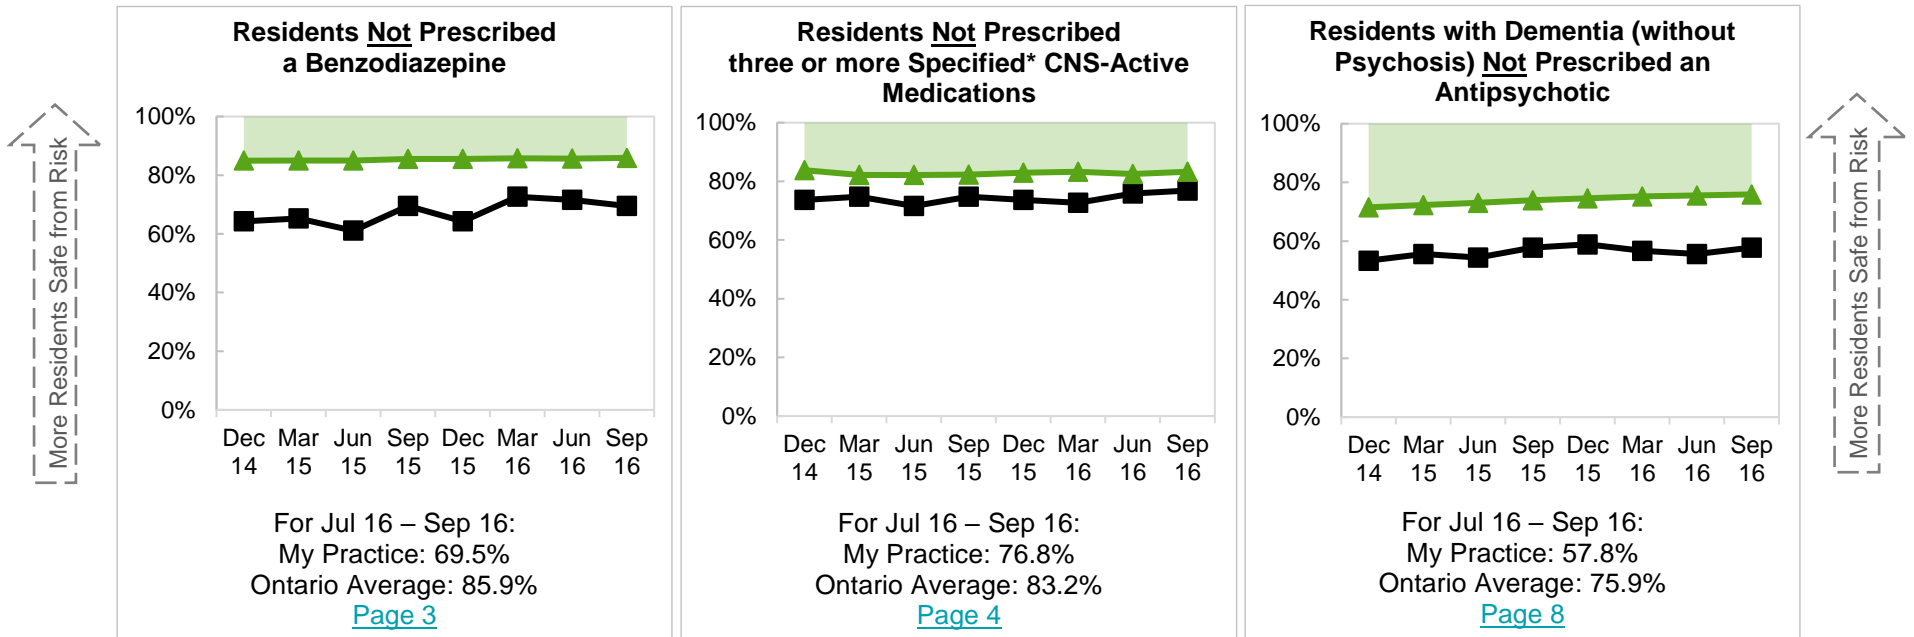 More Residents Safe from Risk
Residents Not Prescribed
a Benzodiazepine
100%
80%
60%
40%
20%
0%
Dec Mar Jun Sep Dec Mar Jun Sep
14 15 15 15 15 16 16 16
For Jul 16 – Sep 16:
My Practice: 69.5%
Ontario Average: 85.9%
Page 3
Residents Not Prescribed
three or more Specified* CNS-Active
Medications
100%
80%
60%
40%
20%
0%
Dec Mar Jun Sep Dec Mar Jun Sep
14 15 15 15 15 16 16 16
For Jul 16 – Sep 16:
My Practice: 76.8%
Ontario Average: 83.2%
Page 4
Residents with Dementia (without
Psychosis) Not Prescribed an
Antipsychotic
100%
80%
60%
40%
20%
0%
Dec Mar Jun Sep Dec Mar Jun Sep
14 15 15 15 15 16 16 16
For Jul 16 – Sep 16:
My Practice: 57.8%
Ontario Average: 75.9%
Page 8
More Residents Safe from Risk